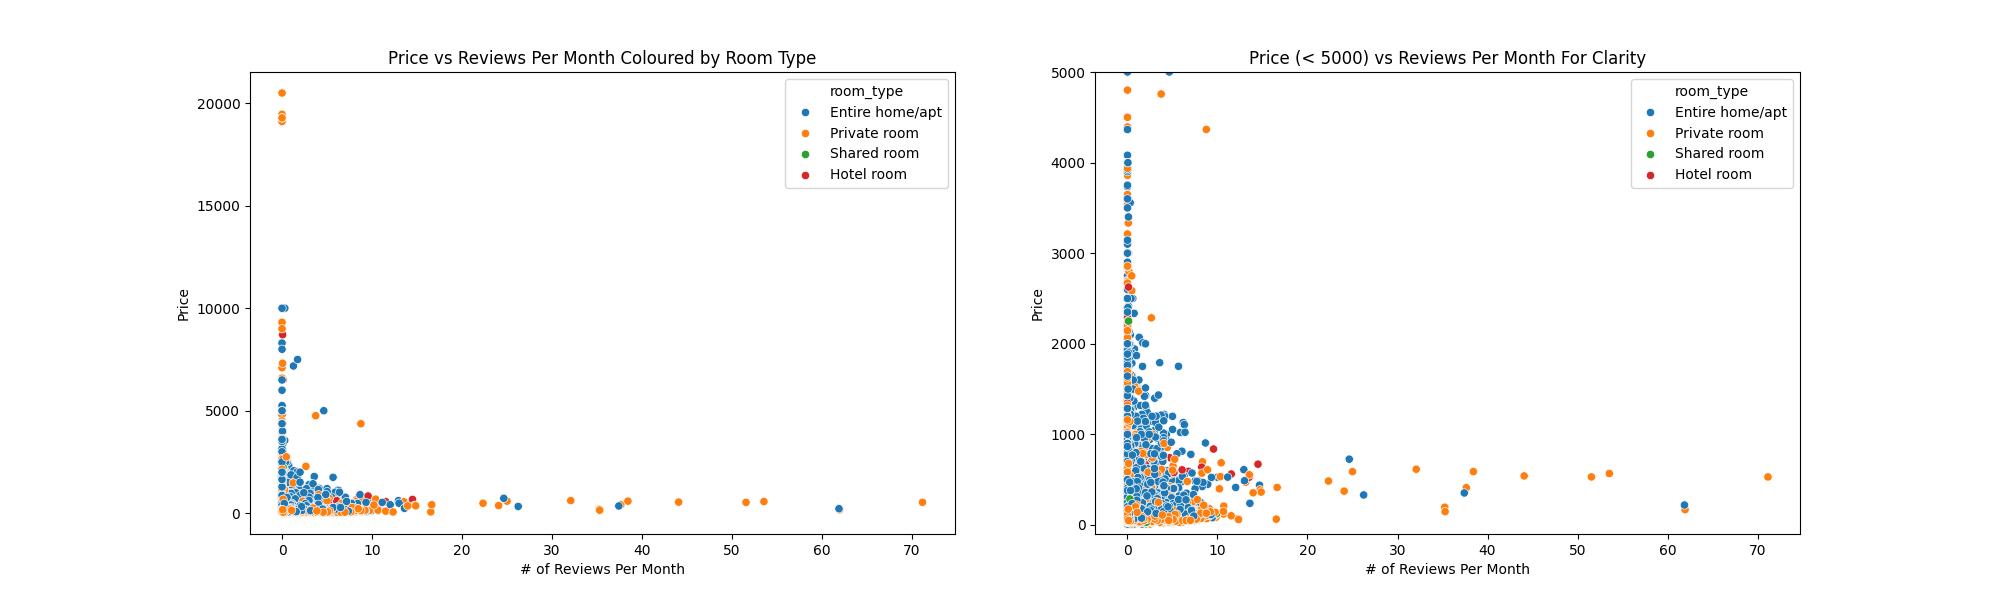 Price vs Reviews Per Month Coloured by Room Type
room_type
Entire home/apt
Private room
Shared room
Hotel room
20000
15000
10000
5000
0
Price
0 10 20 30 40 50 60 70
# of Reviews Per Month
Price (< 5000) vs Reviews Per Month For Clarity
room_type
Entire home/apt
Private room
Shared room
Hotel room
5000
4000
3000
2000
1000
0
Price
0 10 20 30 40 50 60 70
# of Reviews Per Month